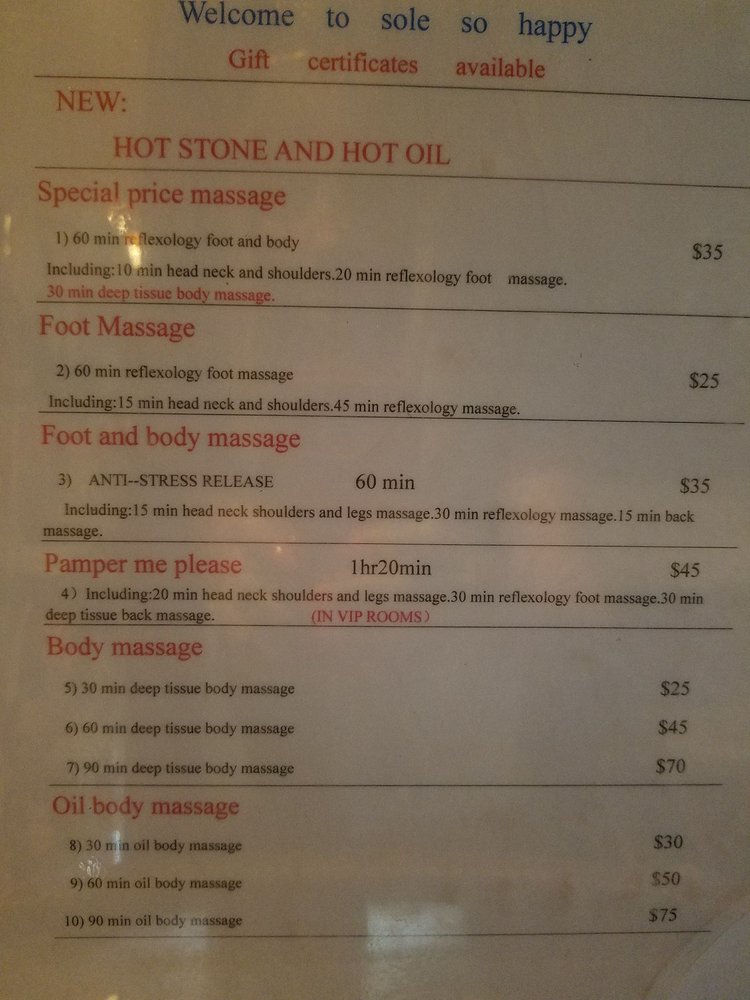 Welcome to sole so happy
Gift certificates available
NEW:
HOT STONE AND HOT OIL
Special price massage
1) 60 min reflexology foot and body $35
Including:10 min head neck and shoulders.20 min reflexology foot massage.
30 min deep tissue body massage.
Foot Massage
2) 60 min reflexology foot massage $25
Including:15 min head neck and shoulders.45 min reflexology massage.
Foot and body massage
3) ANTI--STRESS RELEASE 60 min $35
Including:15 min head neck shoulders and legs massage.30 min reflexology massage.15 min back
massage.
Pamper me please 1hr20min $45
4) Including:20 min head neck shoulders and legs massage.30 min reflexology foot massage.30 min
deep tissue back massage. (IN VIP ROOMS)
Body massage
5) 30 min deep tissue body massage $25
6) 60 min deep tissue body massage $45
7) 90 min deep tissue body massage $70
Oil body massage
8) 30 min oil body massage $30
9) 60 min oil body massage $50
10) 90 min oil body massage $75